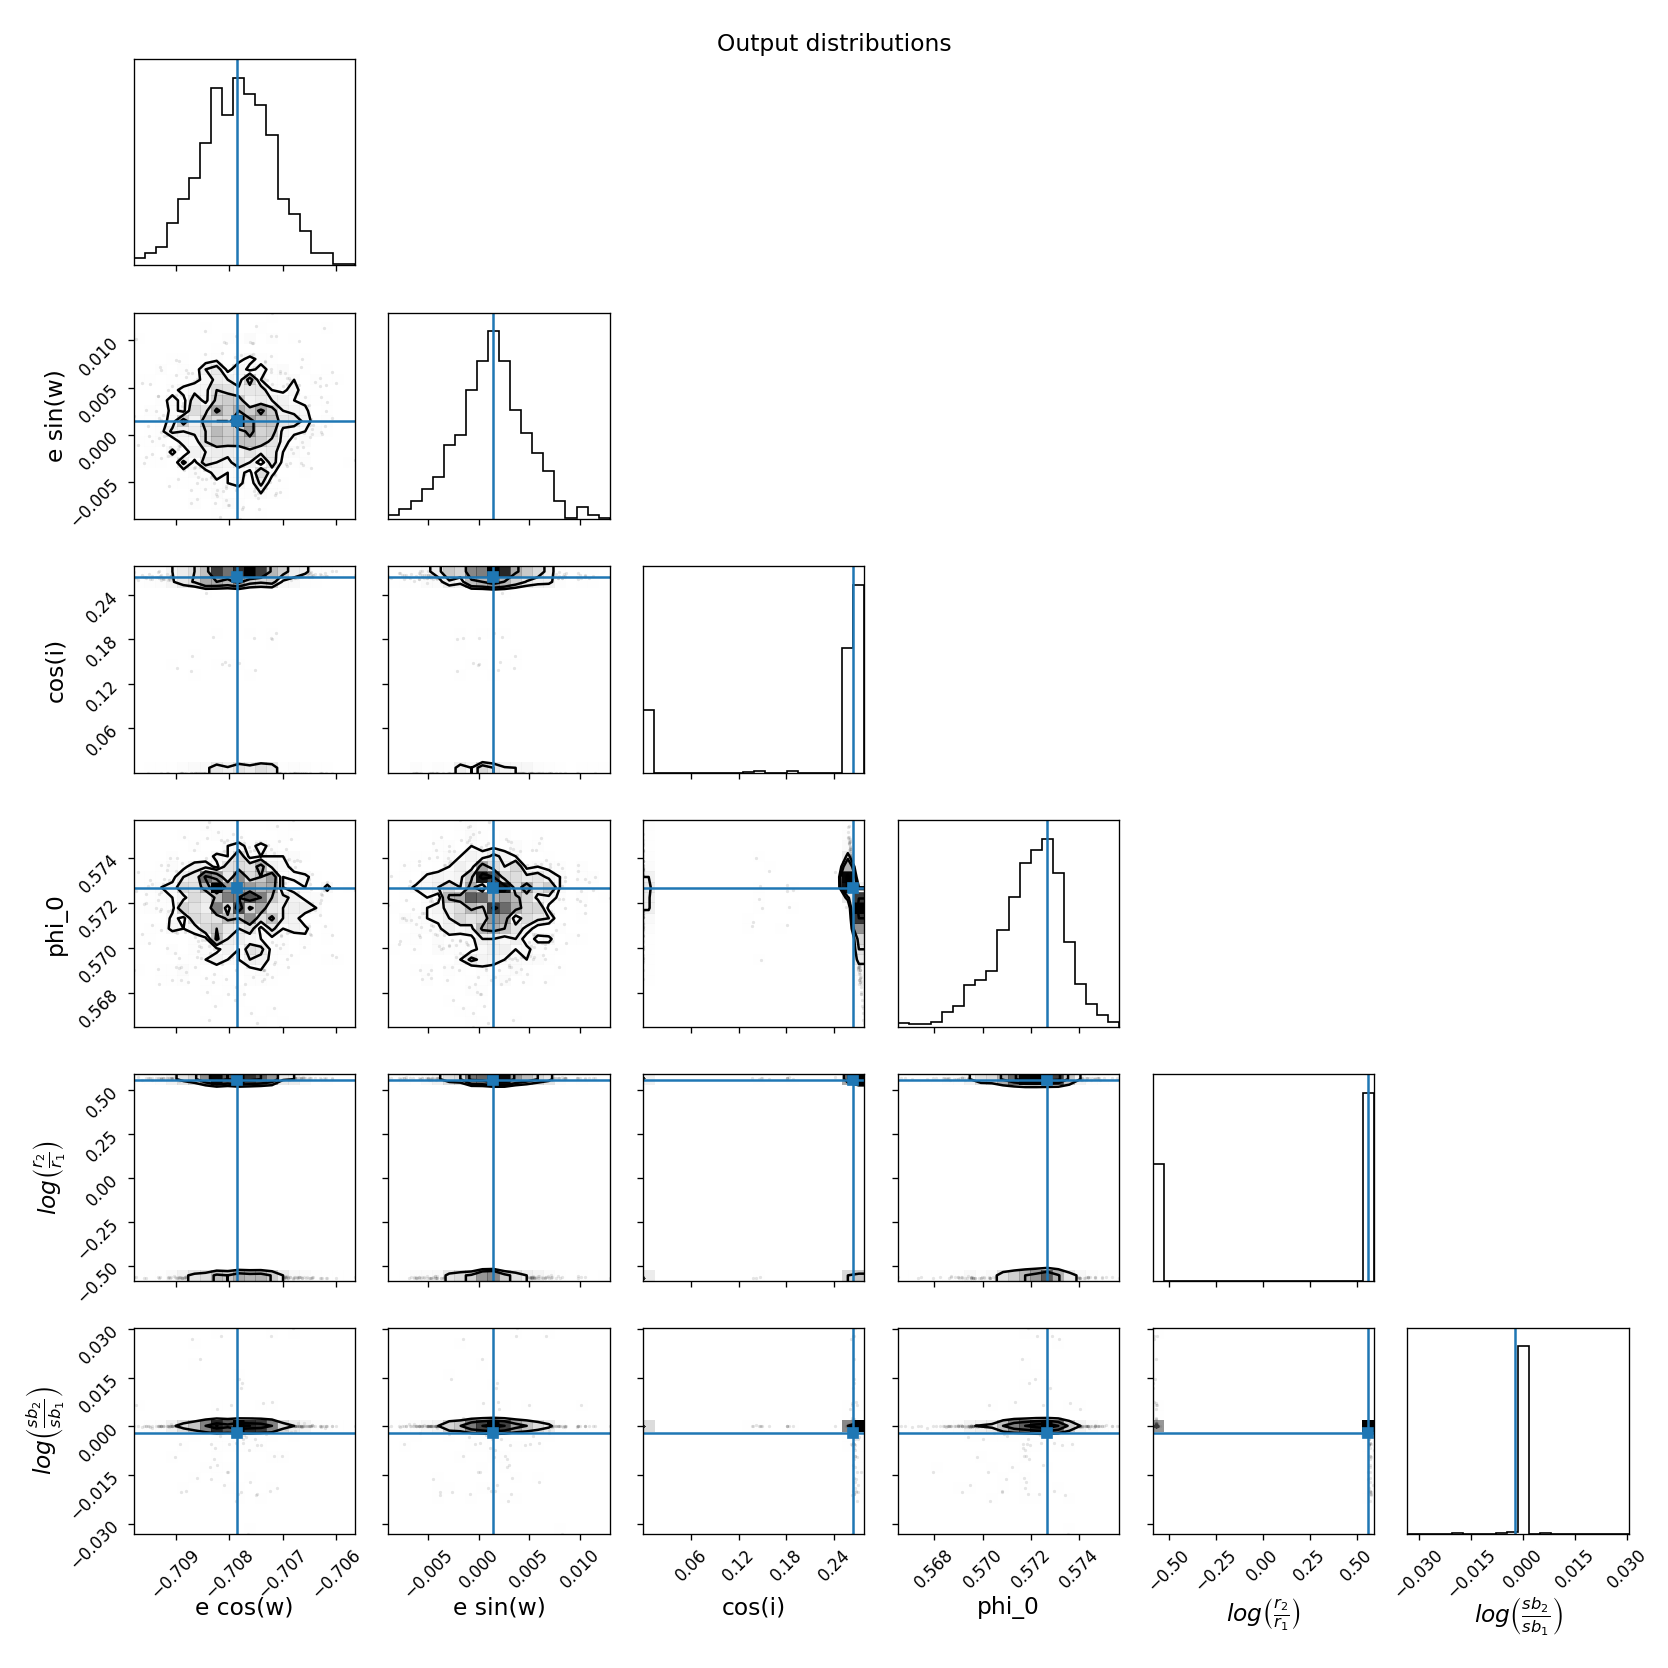 Output distributions
e sin(w)
0.010
0.005
0.000
−0.005
cos(i)
0.24
0.18
0.12
0.06
phi_0
0.574
0.572
0.570
0.568
log(r2/r1)
0.50
0.25
0.00
−0.25
−0.50
log(sb2/sb1)
0.030
0.015
0.000
−0.015
−0.030
−0.709 −0.708 −0.707 −0.706 −0.005 0.000 0.005 0.010 0.06 0.12 0.18 0.24 0.568 0.570 0.572 0.574 −0.50 −0.25 0.00 0.25 0.50 −0.030 −0.015 0.000 0.015 0.030
e cos(w) e sin(w) cos(i) phi_0 log(r2/r1) log(sb2/sb1)